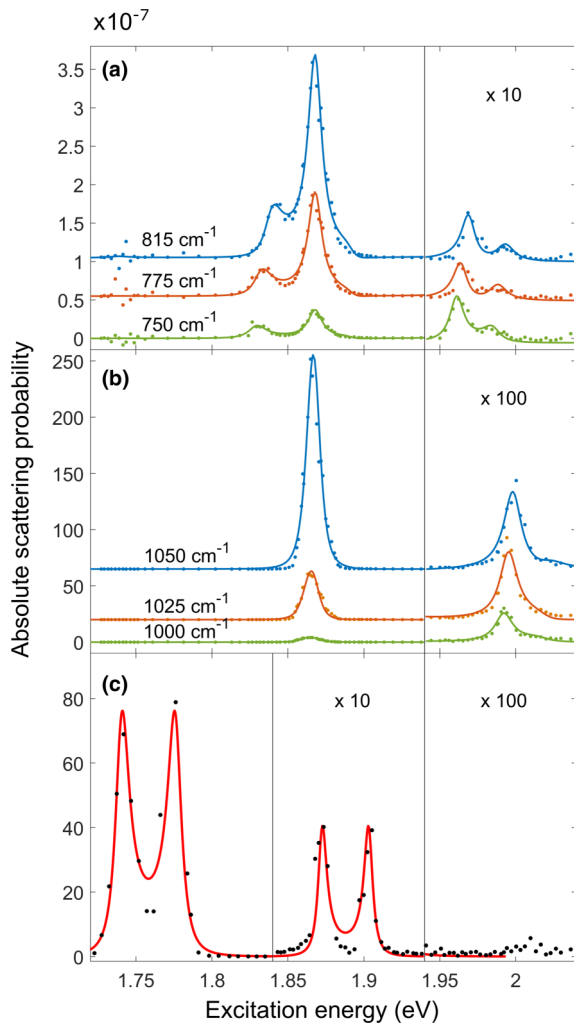 ×10⁻⁷
(a)
3.5
3
2.5
2
1.5
1
0.5
0
x 10
815 cm⁻¹
775 cm⁻¹
750 cm⁻¹
Absolute scattering probability
(b)
250
200
150
100
50
0
x 100
1050 cm⁻¹
1025 cm⁻¹
1000 cm⁻¹
(c)
80
60
40
20
0
x 10
x 100
1.75
1.8
1.85
1.9
1.95
2
Excitation energy (eV)